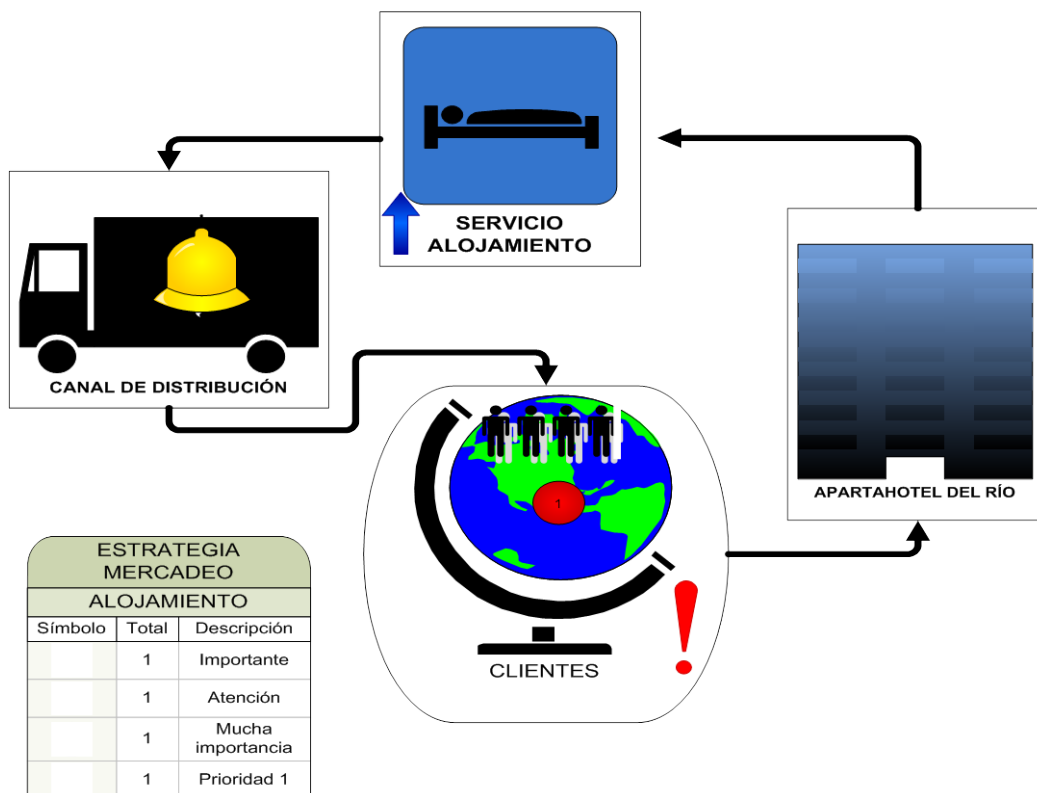 SERVICIO
ALOJAMIENTO
CANAL DE DISTRIBUCIÓN
1
CLIENTES
APARTAHOTEL DEL RÍO
ESTRATEGIA
MERCADEO
ALOJAMIENTO
Símbolo Total Descripción
1 Importante
1 Atención
1 Mucha
importancia
1 Prioridad 1